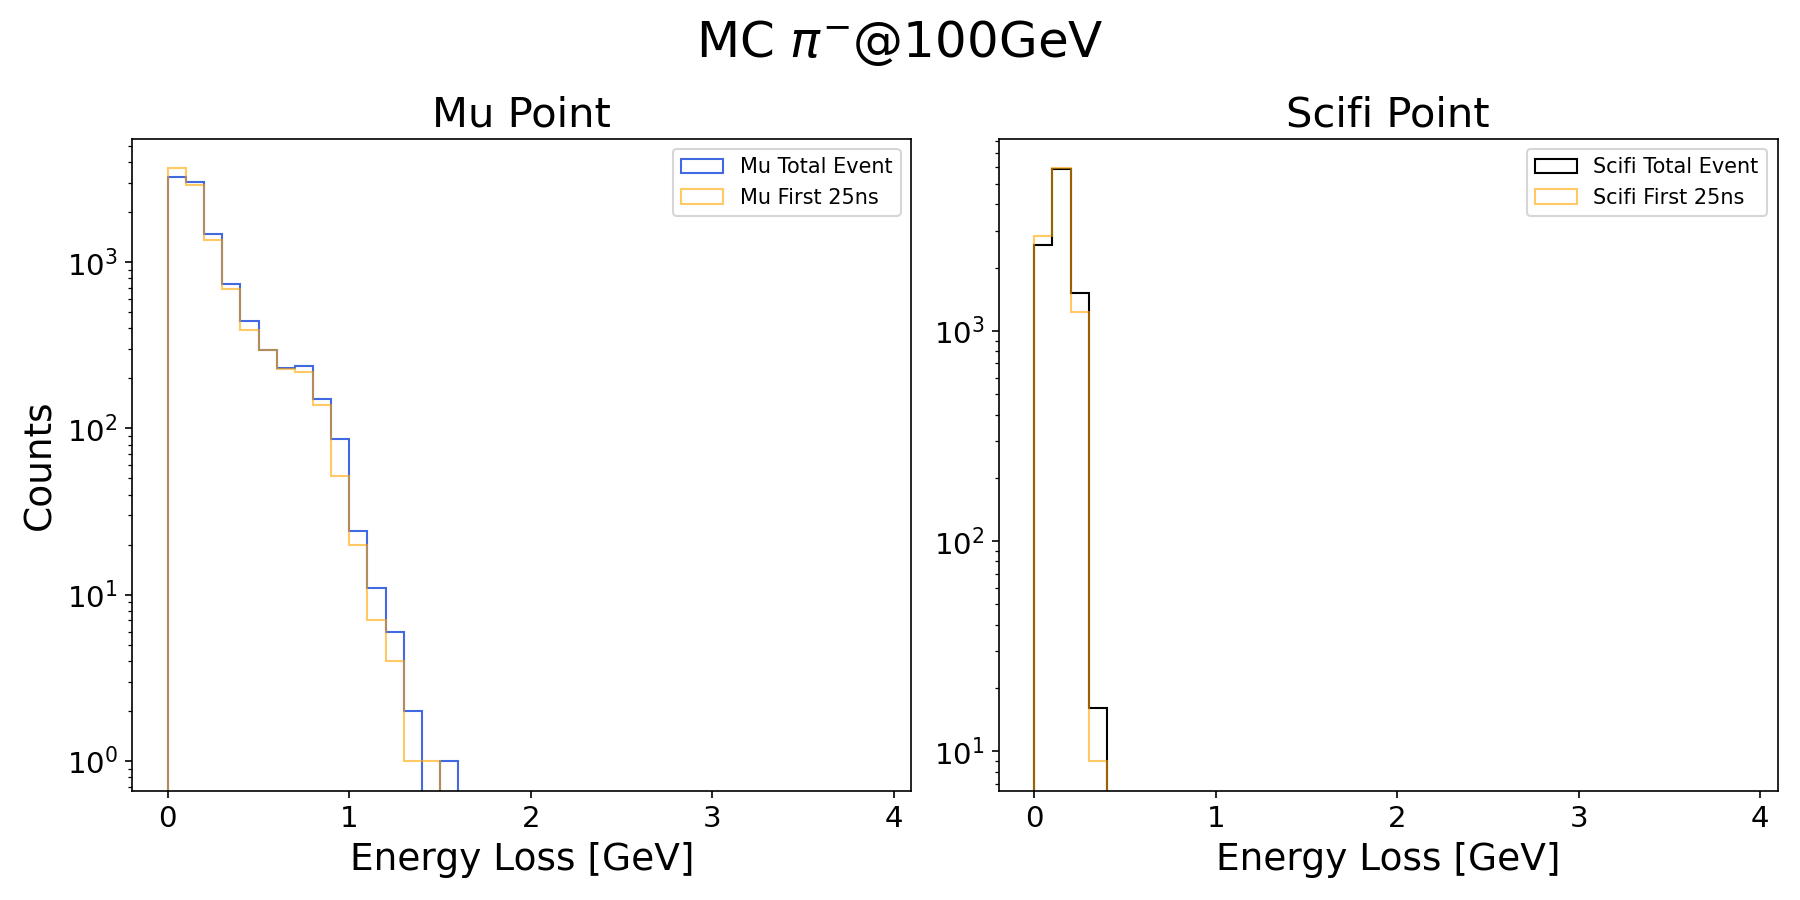 MC π⁻@100GeV
Mu Point
Mu Total Event
Mu First 25ns
10³
10²
10¹
10⁰
Counts
0 1 2 3 4
Energy Loss [GeV]
Scifi Point
Scifi Total Event
Scifi First 25ns
10³
10²
10¹
0 1 2 3 4
Energy Loss [GeV]